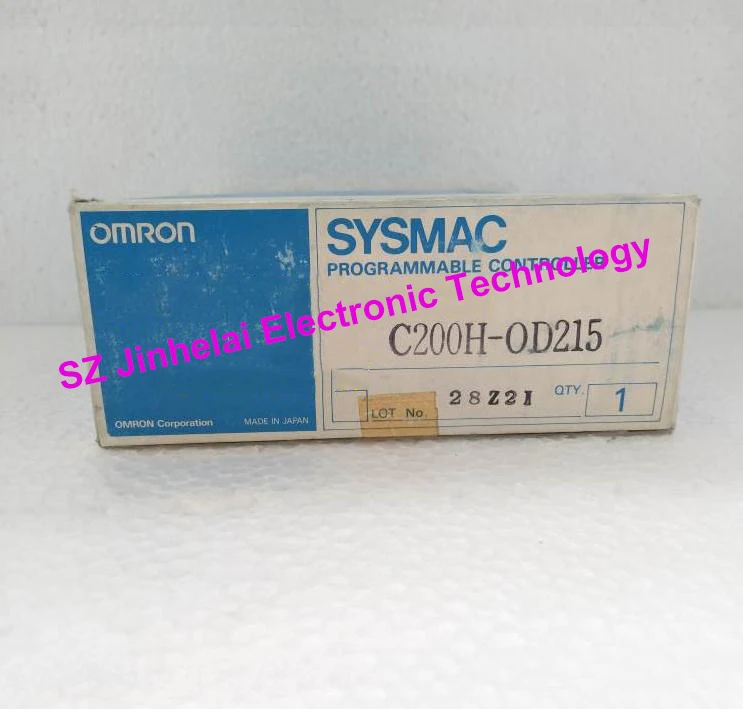 OMRON
SYSMAC
PROGRAMMABLE CONTROLLER
SZ Jinhelai Electronic Technology
C200H-OD215
LOT No. 28Z2I QTY. 1
OMRON Corporation MADE IN JAPAN